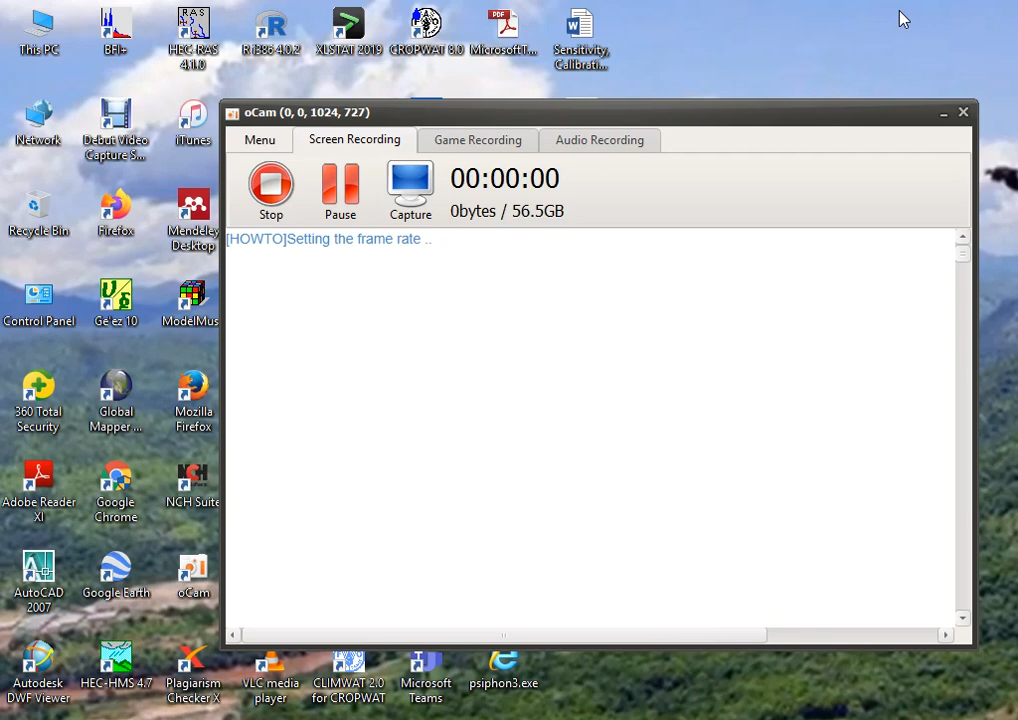 This PC
BFI+
HEC-RAS
4.1.0
R i386 4.0.2
XLSTAT 2019
CROPWAT 8.0
MicrosoftT...
Sensitivity,
Calibrati...
RAS
PDF
oCam (0, 0, 1024, 727)
Menu
Screen Recording
Game Recording
Audio Recording
Stop
Pause
Capture
00:00:00
0bytes / 56.5GB
[HOWTO]Setting the frame rate ..
Network
Debut Video
Capture S...
iTunes
Recycle Bin
Firefox
Mendeley
Desktop
Control Panel
Ge'ez 10
ModelMus
360 Total
Security
Global
Mapper ...
Mozilla
Firefox
Adobe Reader
XI
Google
Chrome
NCH
NCH Suite
AutoCAD
2007
Google Earth
oCam
Autodesk
DWF Viewer
HEC-HMS 4.7
Plagiarism
Checker X
VLC media
player
CLIMWAT 2.0
for CROPWAT
Microsoft
Teams
psiphon3.exe